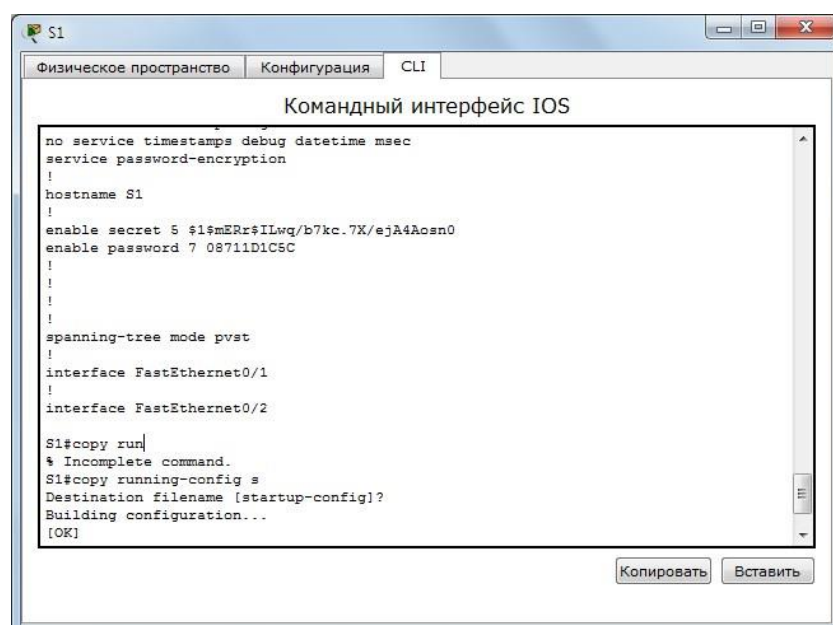 S1
Физическое пространство Конфигурация CLI
Командный интерфейс IOS
no service timestamps debug datetime msec
service password-encryption
!
hostname S1
!
enable secret 5 $1$mERr$ILwq/b7kc.7X/ejA4Aosn0
enable password 7 08711D1C5C
!
!
!
!
spanning-tree mode pvst
!
interface FastEthernet0/1
!
interface FastEthernet0/2
S1#copy run
% Incomplete command.
S1#copy running-config s
Destination filename [startup-config]?
Building configuration...
[OK]
Копировать Вставить